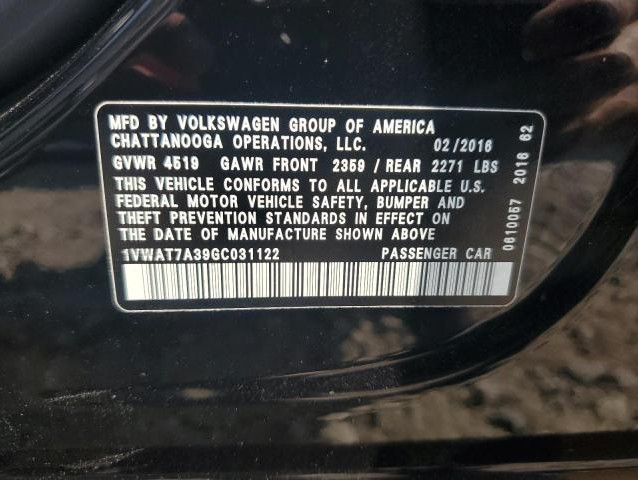 MFD BY VOLKSWAGEN GROUP OF AMERICA
CHATTANOOGA OPERATIONS, LLC. 02/2016
GVWR 4519 GAWR FRONT 2359 / REAR 2271 LBS
THIS VEHICLE CONFORMS TO ALL APPLICABLE U.S.
FEDERAL MOTOR VEHICLE SAFETY, BUMPER AND
THEFT PREVENTION STANDARDS IN EFFECT ON
THE DATE OF MANUFACTURE SHOWN ABOVE
1VWAT7A39GC031122 PASSENGER CAR
0810057 2016 62